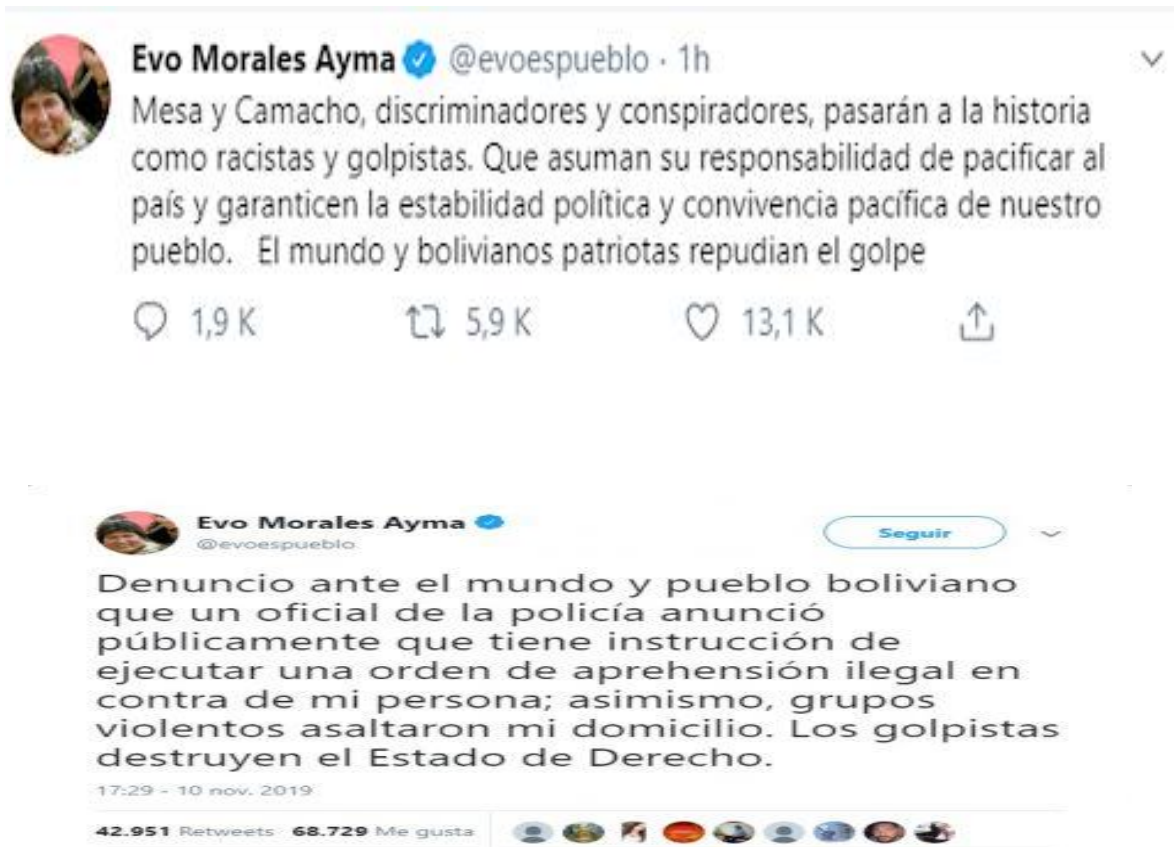 Evo Morales Ayma @evoespueblo · 1h
Mesa y Camacho, discriminadores y conspiradores, pasarán a la historia
como racistas y golpistas. Que asuman su responsabilidad de pacificar al
país y garanticen la estabilidad política y convivencia pacífica de nuestro
pueblo. El mundo y bolivianos patriotas repudian el golpe
1,9 K 5,9 K 13,1 K
Evo Morales Ayma
@evoespueblo
Seguir
Denuncio ante el mundo y pueblo boliviano
que un oficial de la policía anunció
públicamente que tiene instrucción de
ejecutar una orden de aprehensión ilegal en
contra de mi persona; asimismo, grupos
violentos asaltaron mi domicilio. Los golpistas
destruyen el Estado de Derecho.
17:29 - 10 nov. 2019
42.951 Retweets 68.729 Me gusta